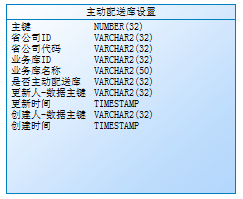 主动配送库设置
主键 NUMBER(32)
省公司ID VARCHAR2(32)
省公司代码 VARCHAR2(32)
业务库ID VARCHAR2(32)
业务库名称 VARCHAR2(50)
是否主动配送库 VARCHAR2(32)
更新人-数据主键 VARCHAR2(32)
更新时间 TIMESTAMP
创建人-数据主键 VARCHAR2(32)
创建时间 TIMESTAMP